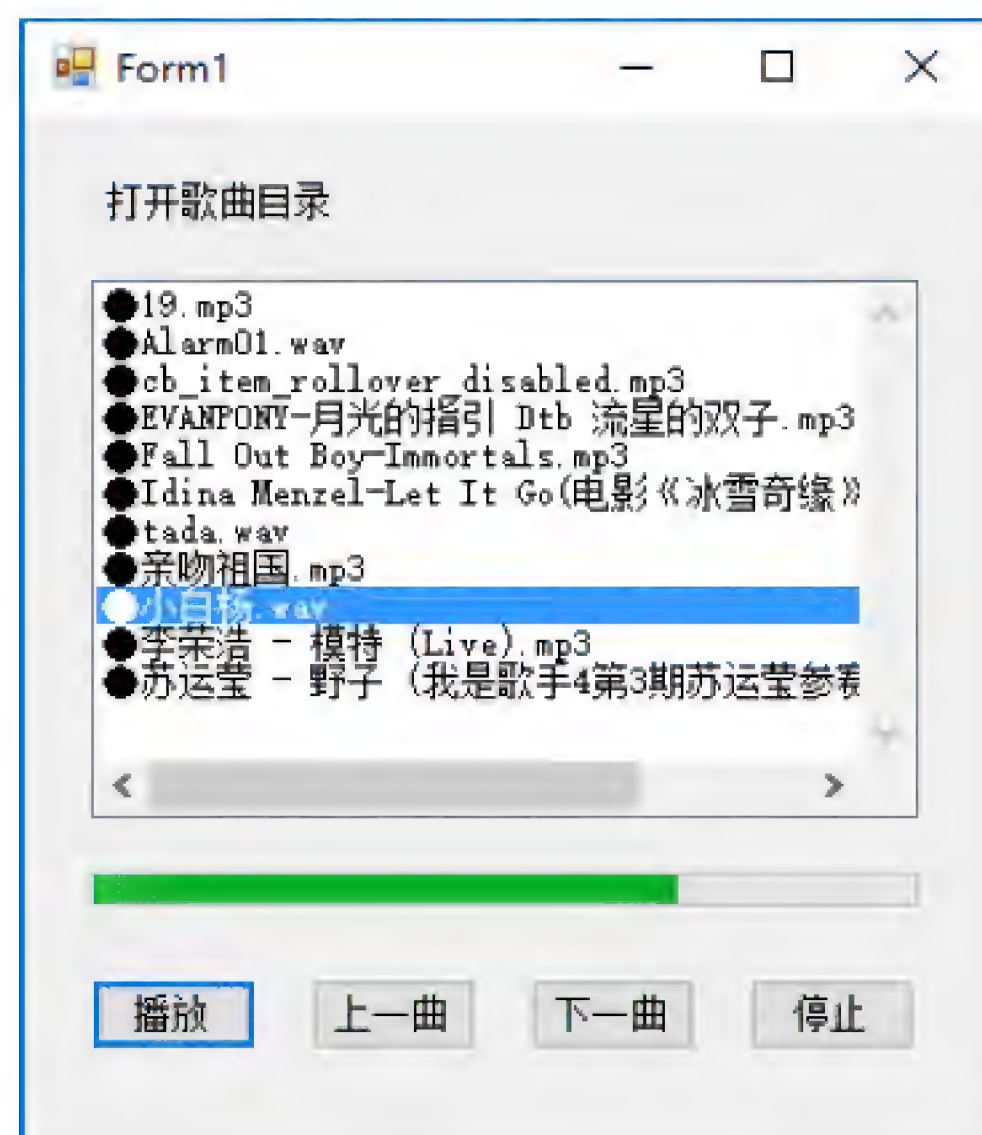 Form1
打开歌曲目录
●19.mp3
●Alarm01.wav
●cb_item_rollover_disabled.mp3
●EVANPONY-月光的指引 Dtb 流星的双子.mp3
●Fall Out Boy-Immortals.mp3
●Idina Menzel-Let It Go(电影《冰雪奇缘》
●tada.wav
●亲吻祖国.mp3
●小白杨.wav
●李荣浩 - 模特 (Live).mp3
●苏运莹 - 野子 (我是歌手4第3期苏运莹参赛
播放 上一曲 下一曲 停止